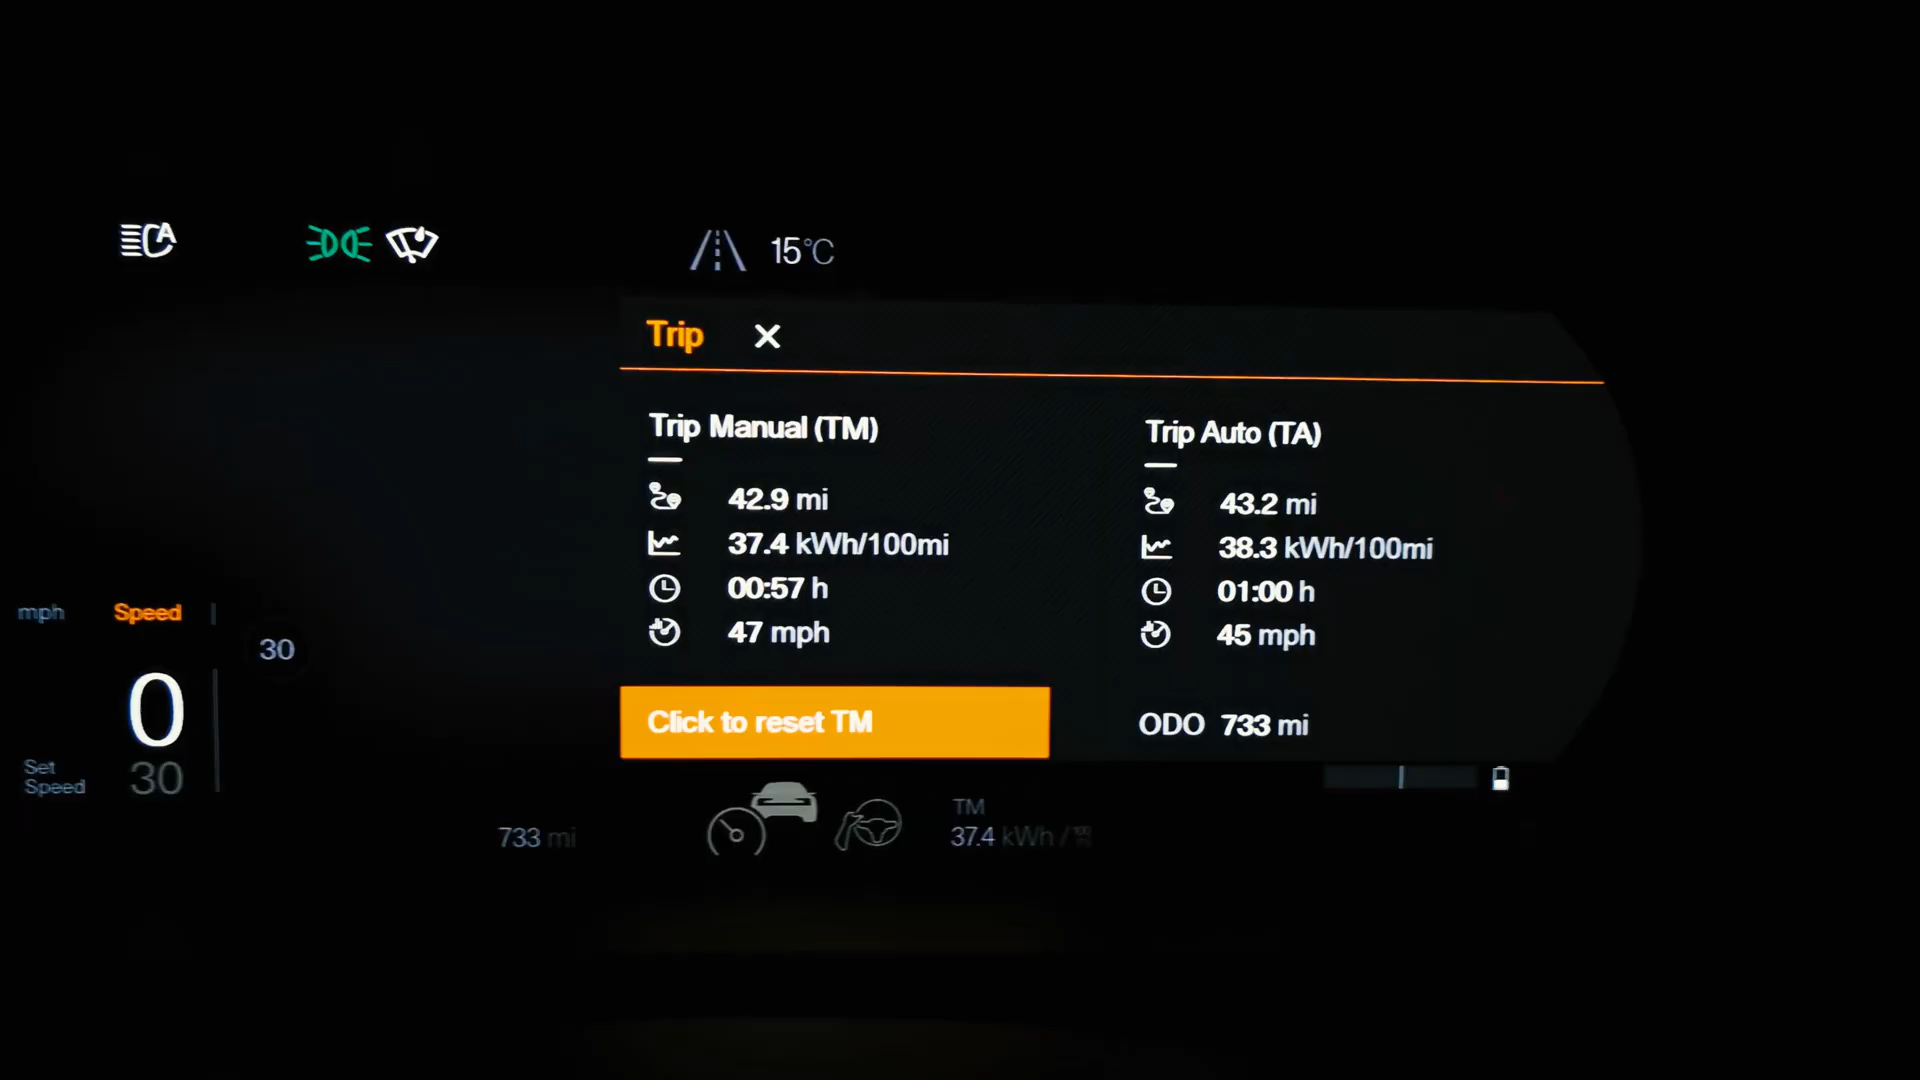 15°C
Trip
Trip Manual (TM)
42.9 mi
37.4 kWh/100mi
00:57 h
47 mph
Click to reset TM
Trip Auto (TA)
43.2 mi
38.3 kWh/100mi
01:00 h
45 mph
ODO 733 mi
mph Speed
30
0
Set
Speed
30
733 mi
TM
37.4 kWh /